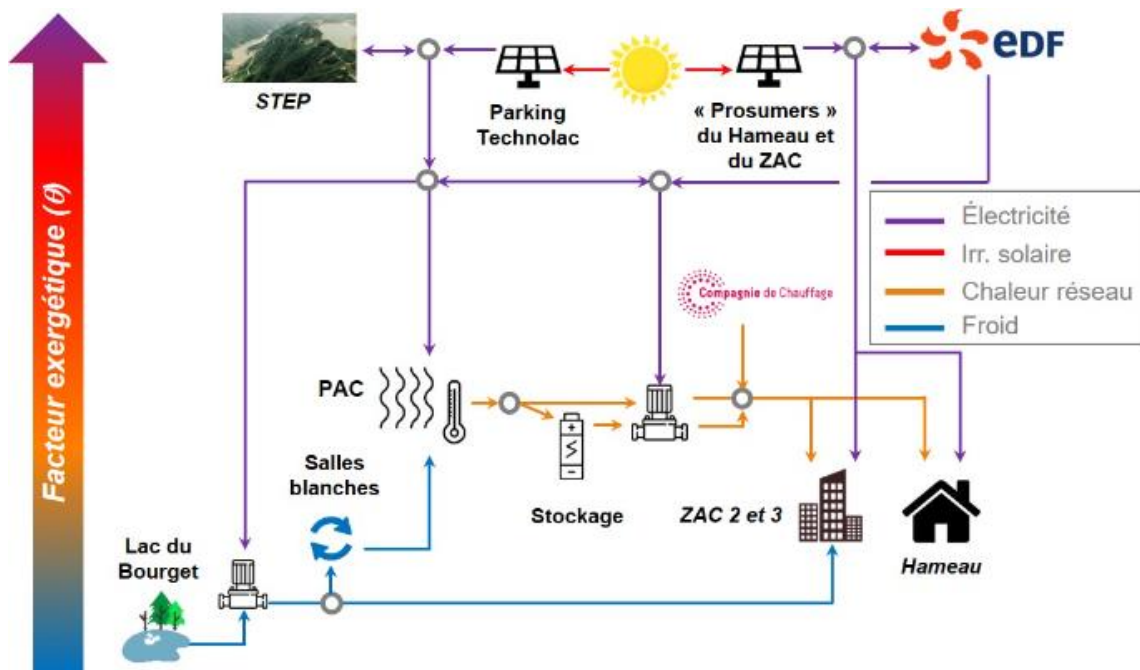 Facteur exergétique (θ)
STEP
Parking
Technolac
« Prosumers »
du Hameau et
du ZAC
eDF
Électricité
Irr. solaire
Chaleur réseau
Froid
Compagnie de Chauffage
PAC
Salles
blanches
Stockage
ZAC 2 et 3
Hameau
Lac du
Bourget